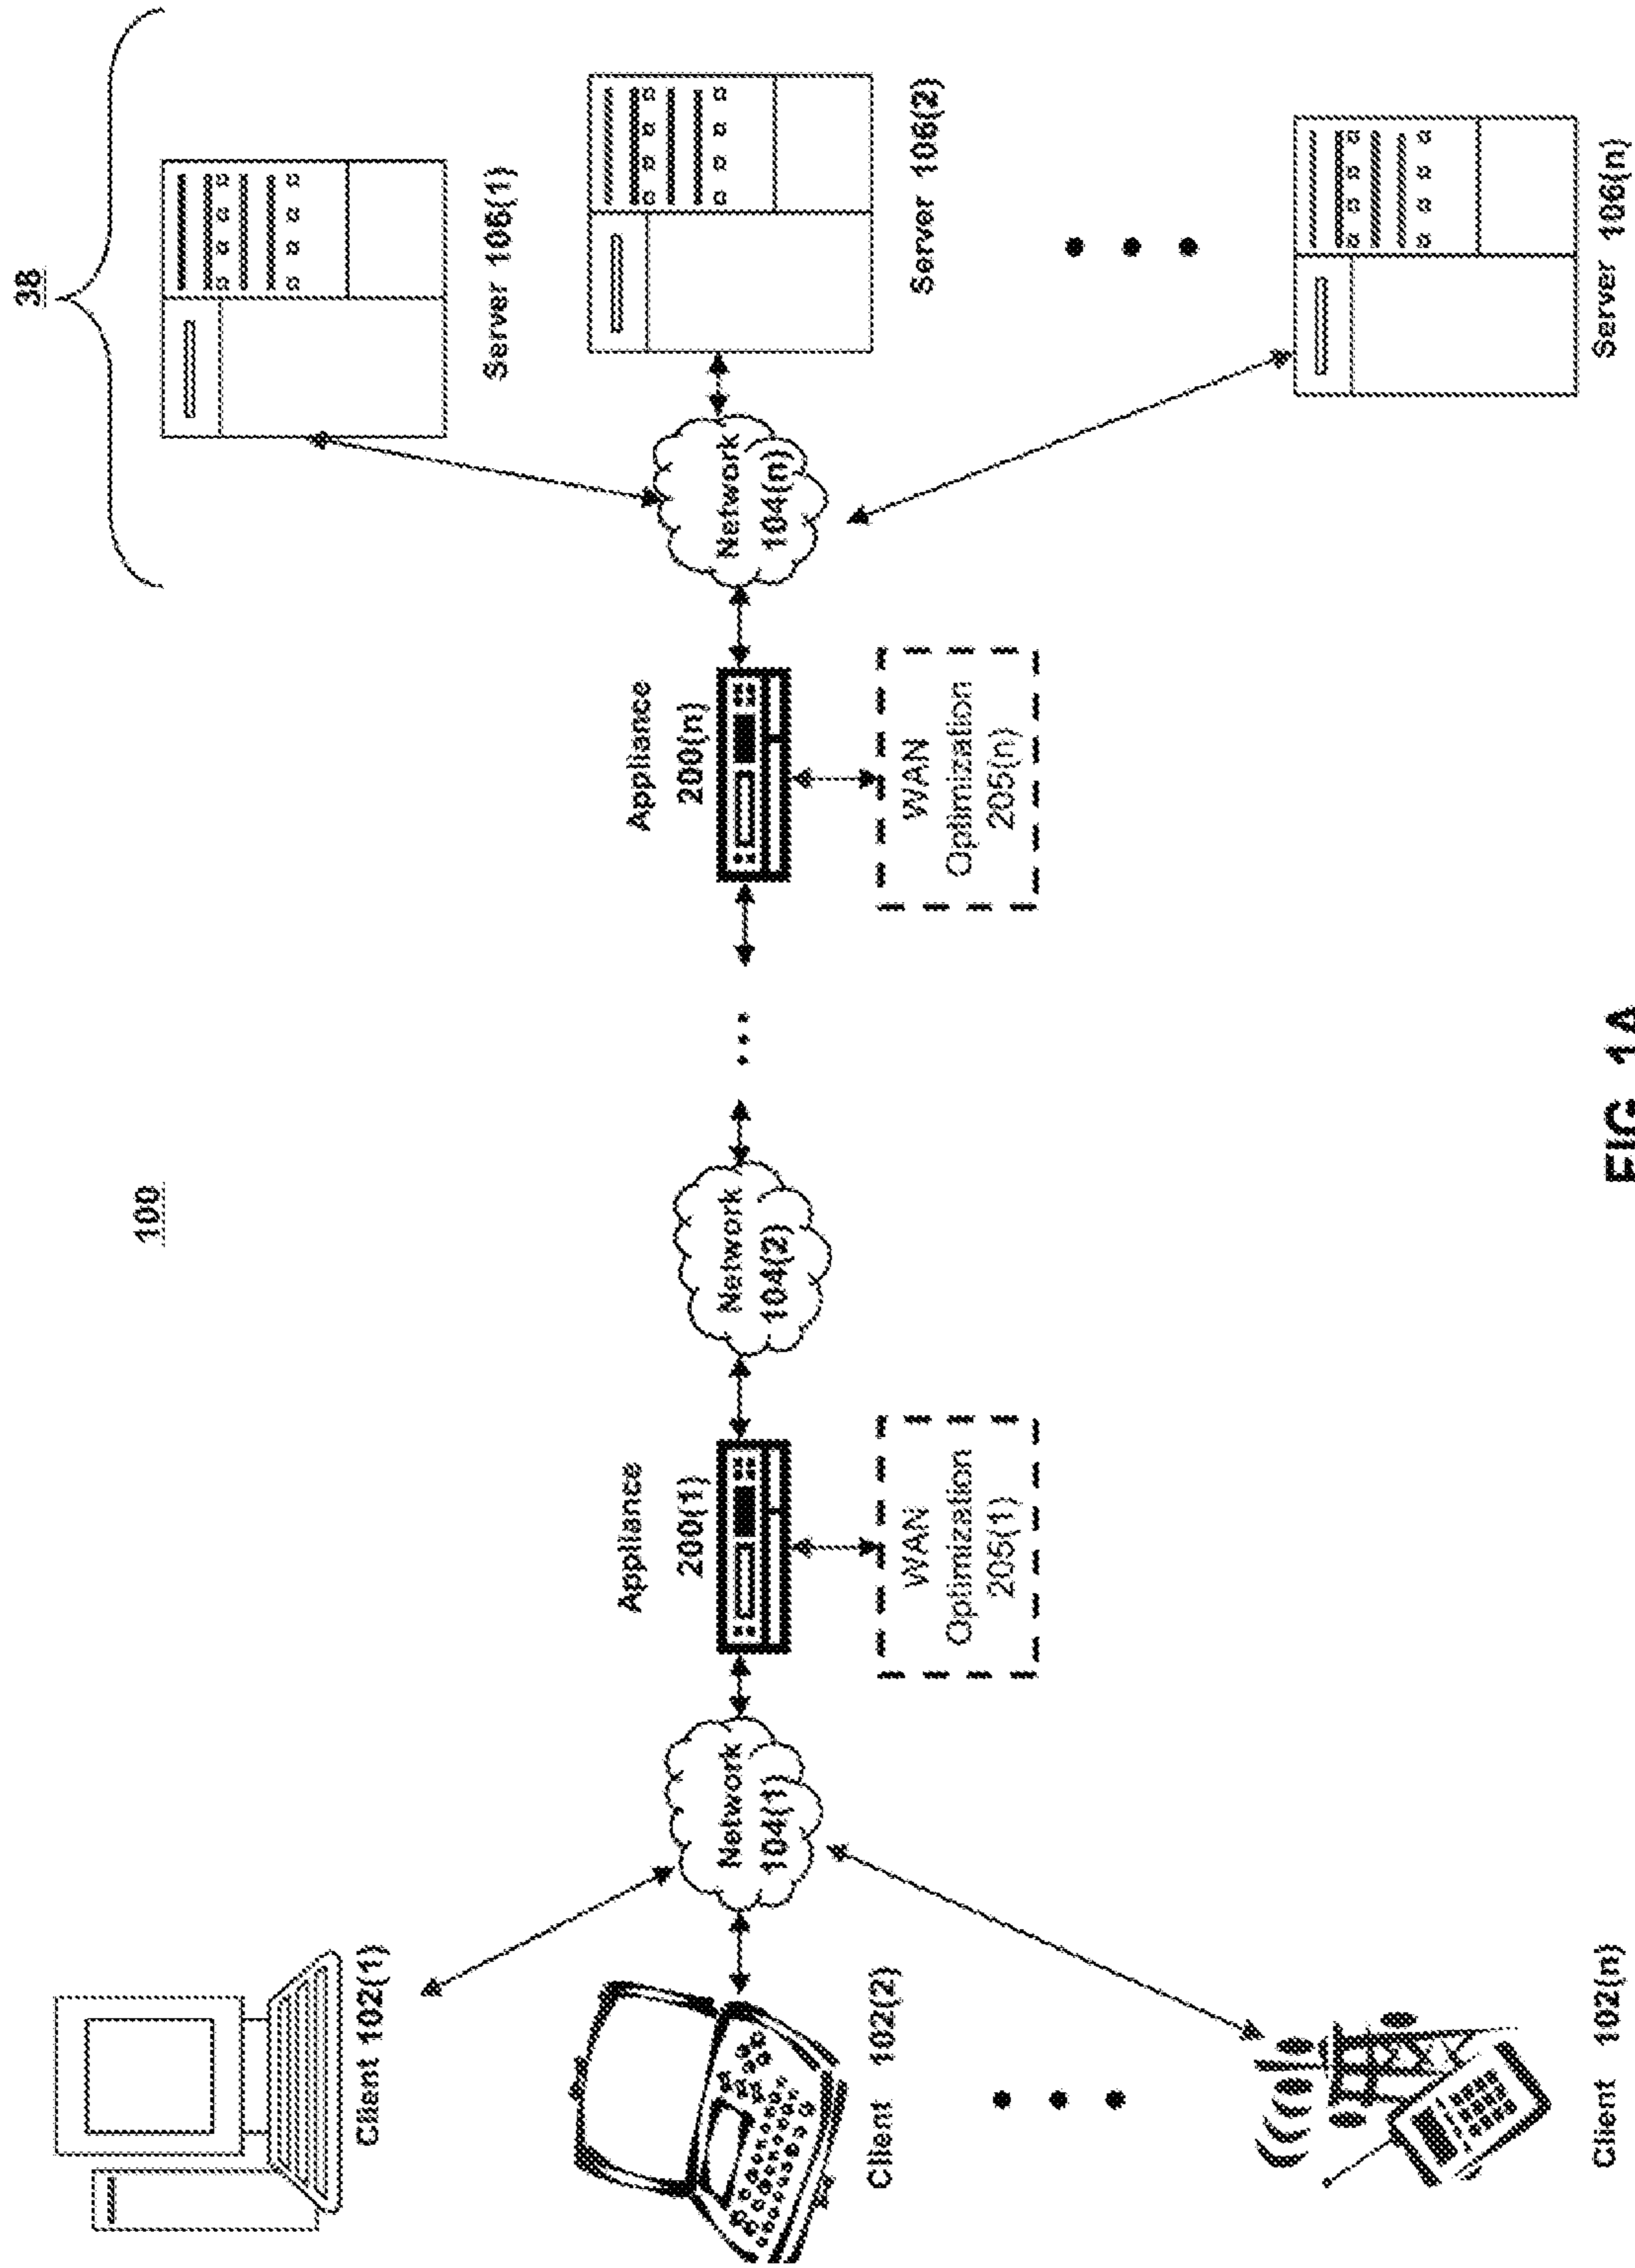 38
100
Client 102(1)
Server 106(1)
Appliance
200(1)
Appliance
200(n)
Network
104(1)
Network
104(2)
...
Network
104(n)
WAN
Optimization
205(1)
WAN
Optimization
205(n)
Client 102(2)
Server 106(2)
Client 102(n)
Server 106(n)
FIG. 1A